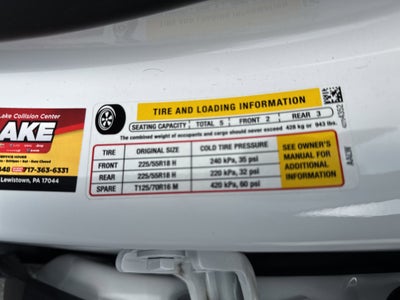 Lake Collision Center
LAKE
717-363-6331
Lewistown, PA 17044
TIRE AND LOADING INFORMATION
SEATING CAPACITY TOTAL 5 FRONT 2 REAR 3
The combined weight of occupants and cargo should never exceed 428 kg or 943 lbs.
TIRE ORIGINAL SIZE COLD TIRE PRESSURE
FRONT 225/55R18 H 240 kPa, 35 psi
REAR 225/55R18 H 220 kPa, 32 psi
SPARE T125/70R16 M 420 kPa, 60 psi
SEE OWNER'S
MANUAL FOR
ADDITIONAL
INFORMATION